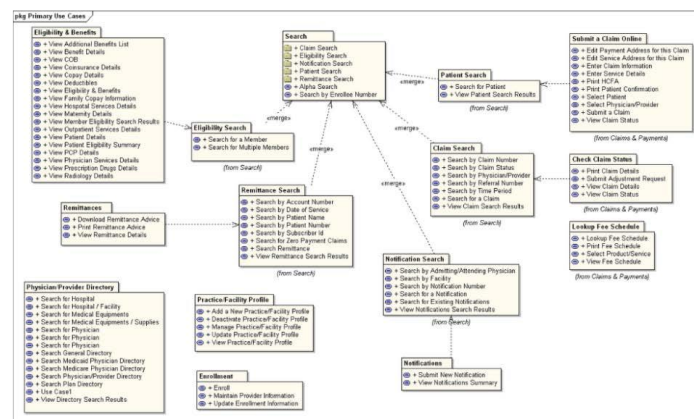 pkg Primary Use Cases
Eligibility & Benefits
+ View Additional Benefits List
+ View Benefit Details
+ View COB
+ View Coinsurance Details
+ View Copay Details
+ View Deductibles
+ View Eligibility & Benefits
+ View Family Copay Information
+ View Hospital Services Details
+ View Maternity Details
+ View Member Eligibility Search Results
+ View Outpatient Services Details
+ View Patient Details
+ View Patient Eligibility Summary
+ View PCP Details
+ View Physician Services Details
+ View Prescription Drugs Details
+ View Radiology Details
Search
+ Claim Search
+ Eligibility Search
+ Notification Search
+ Patient Search
+ Remittance Search
+ Alpha Search
+ Search by Enrollee Number
Patient Search
+ Search for Patient
+ View Patient Search Results
(from Search)
Submit a Claim Online
+ Edit Payment Address for this Claim
+ Edit Service Address for this Claim
+ Enter Claim Information
+ Enter Service Details
+ Print HCFA
+ Print Patient Confirmation
+ Select Patient
+ Select Physician/Provider
+ Submit a Claim
+ View Claim Status
(from Claims & Payments)
«merge»
«merge»
«merge»
«merge»
«merge»
Eligibility Search
+ Search for a Member
+ Search for Multiple Members
(from Search)
Claim Search
+ Search by Claim Number
+ Search by Claim Status
+ Search by Physician/Provider
+ Search by Referral Number
+ Search by Time Period
+ Search for a Claim
+ View Claim Search Results
(from Search)
Check Claim Status
+ Print Claim Details
+ Submit Adjustment Request
+ View Claim Details
+ View Claim Status
(from Claims & Payments)
Remittances
+ Download Remittance Advice
+ Print Remittance Advice
+ View Remittance Details
Remittance Search
+ Search by Account Number
+ Search by Date of Service
+ Search by Patient Name
+ Search by Patient Number
+ Search by Subscriber Id
+ Search for Zero Payment Claims
+ Search Remittance
+ View Remittance Search Results
(from Search)
Lookup Fee Schedule
+ Lookup Fee Schedule
+ Print Fee Schedule
+ Select Product/Service
+ View Fee Schedule
(from Claims & Payments)
Notification Search
+ Search by Admitting/Attending Physician
+ Search by Facility
+ Search by Notification Number
+ Search for a Notification
+ Search for Existing Notifications
+ View Notifications Search Results
(from Search)
Physician/Provider Directory
+ Search for Hospital
+ Search for Hospital / Facility
+ Search for Medical Equipments
+ Search for Medical Equipments / Supplies
+ Search for Physician
+ Search for Physician
+ Search for Physician
+ Search General Directory
+ Search Medicaid Physician Directory
+ Search Medicare Physician Directory
+ Search Physician/Provider Directory
+ Search Plan Directory
+ Use Case1
+ View Directory Search Results
Practice/Facility Profile
+ Add a New Practice/Facility Profile
+ Deactivate Practice/Facility Profile
+ Manage Practice/Facility Profile
+ Update Practice/Facility Profile
+ View Practice/Facility Profile
Enrollment
+ Enroll
+ Maintain Provider Information
+ Update Enrollment Information
Notifications
+ Submit New Notification
+ View Notifications Summary